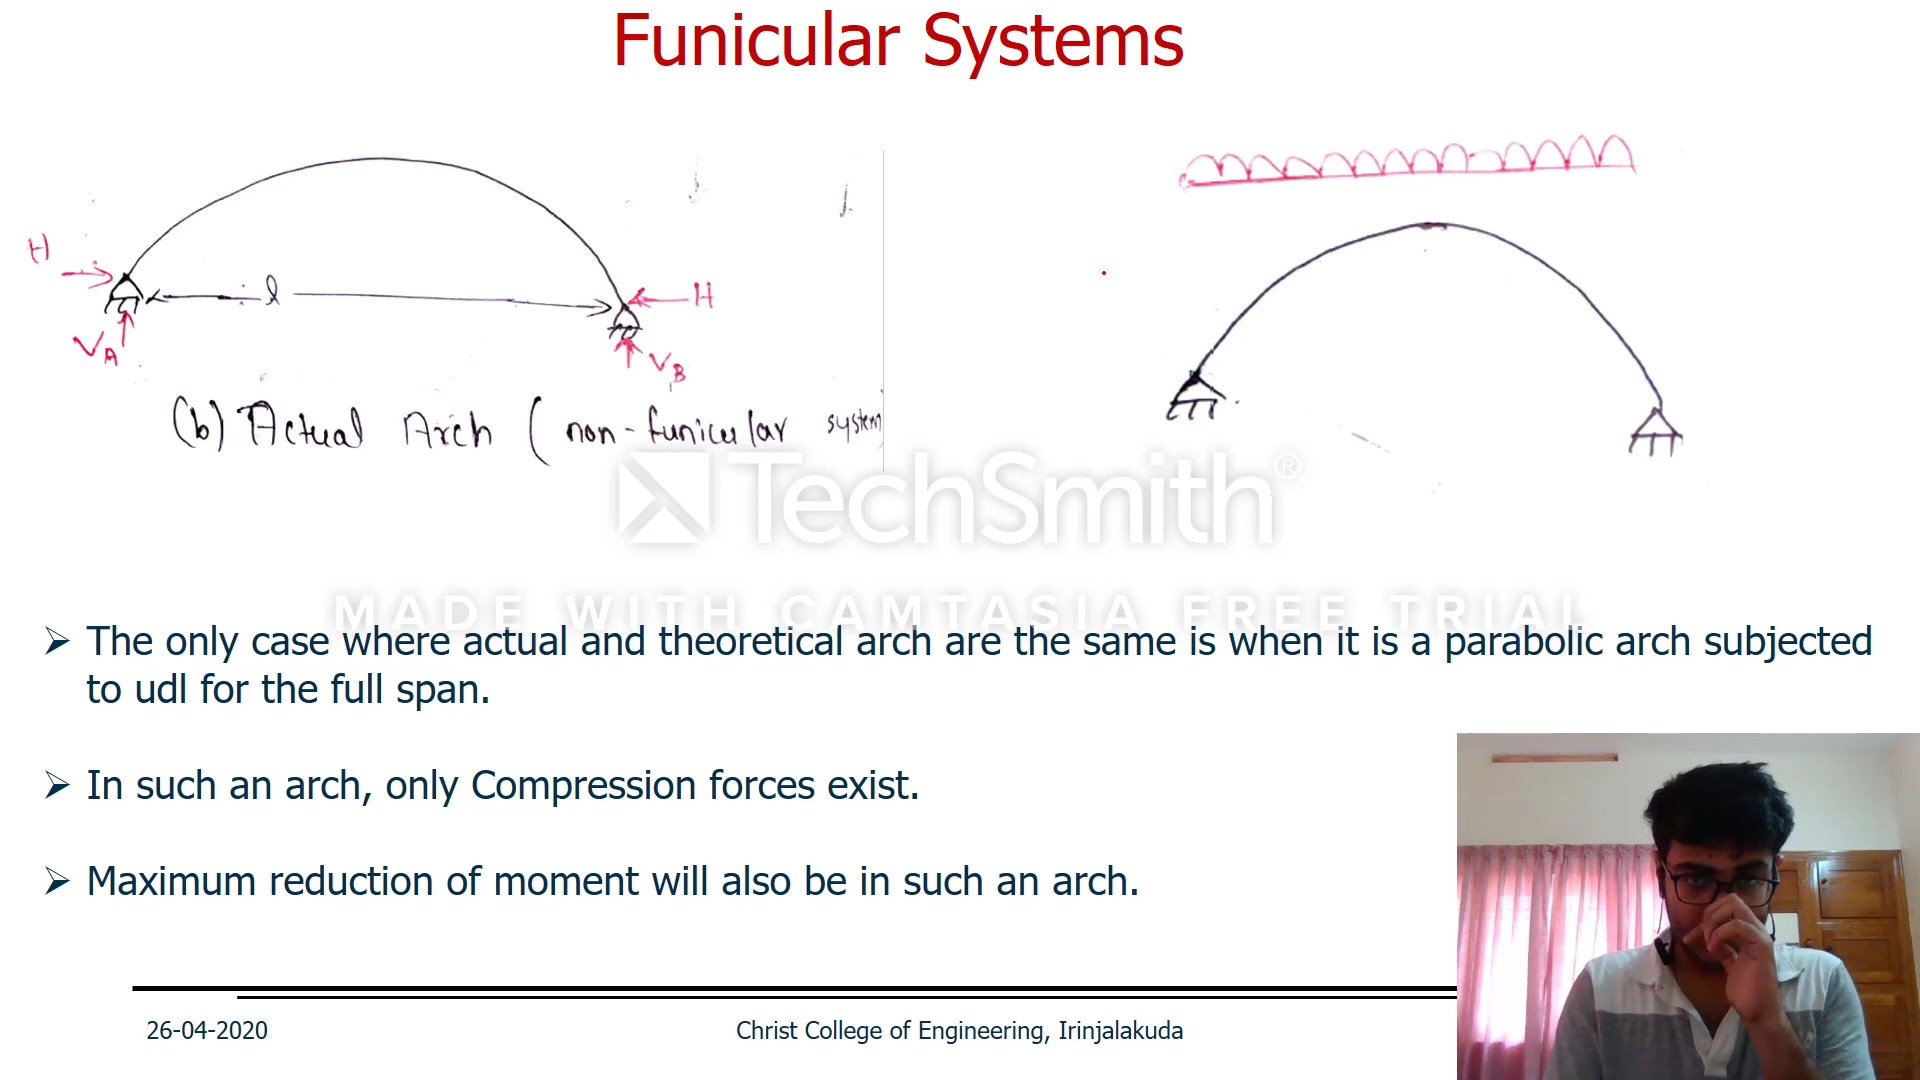 Funicular Systems
H
l
H
VA
VB
(b) Actual Arch ( non-funicular system
TechSmith®
MADE WITH CAMTASIA FREE TRIAL
➢ The only case where actual and theoretical arch are the same is when it is a parabolic arch subjected
to udl for the full span.
➢ In such an arch, only Compression forces exist.
➢ Maximum reduction of moment will also be in such an arch.
26-04-2020
Christ College of Engineering, Irinjalakuda